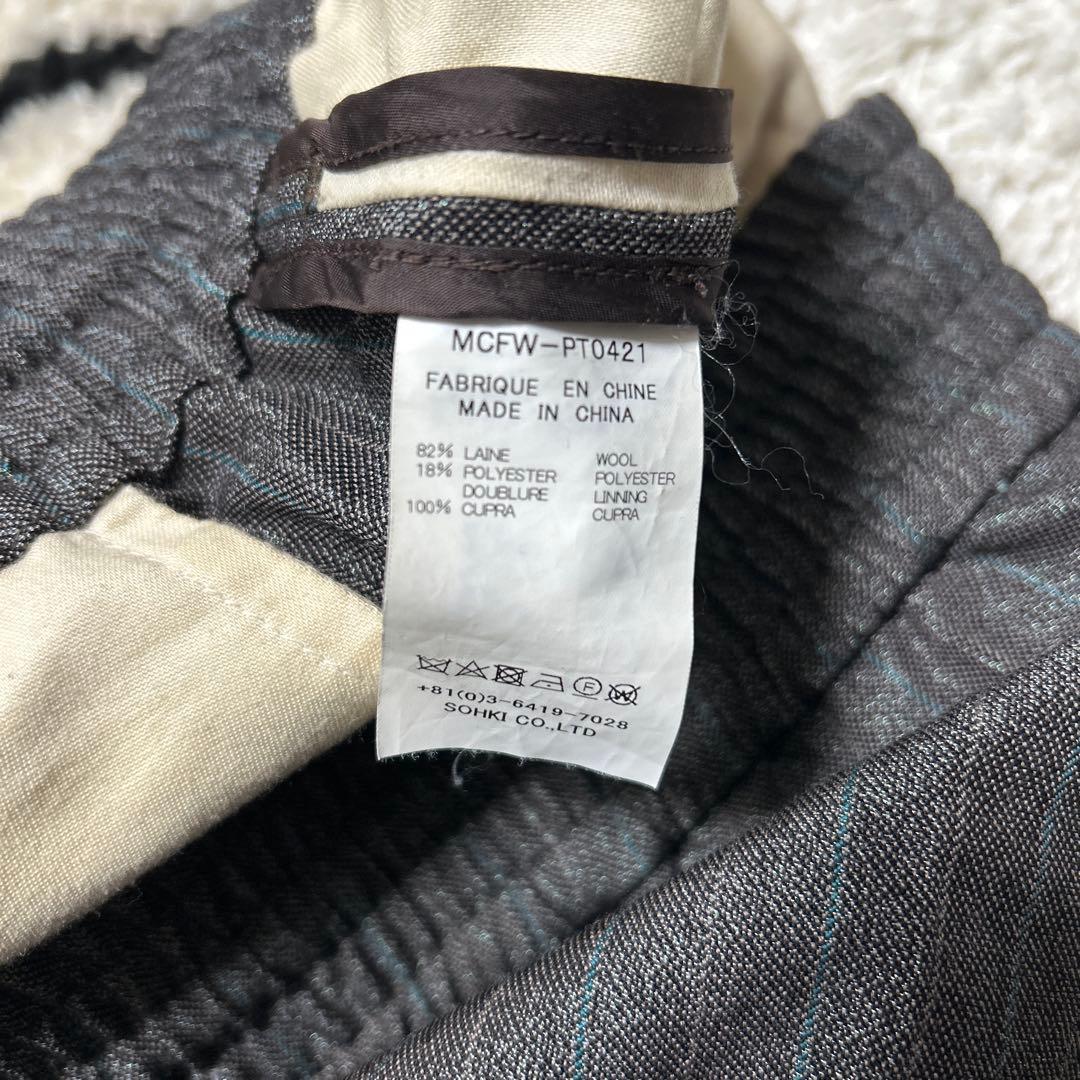 MCFW-PT0421
FABRIQUE EN CHINE
MADE IN CHINA
82% LAINE WOOL
18% POLYESTER POLYESTER
DOUBLURE LINNING
100% CUPRA CUPRA
F W
+81(0)3-6419-7028
SOHKI CO.,LTD